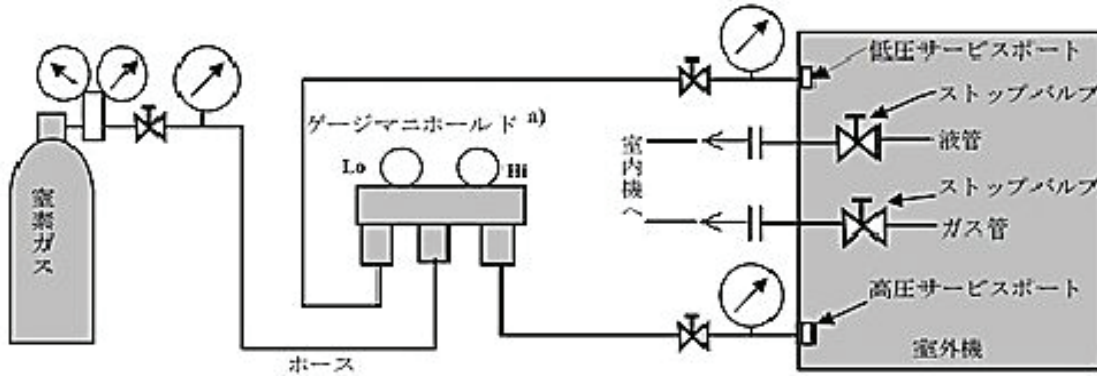 低圧サービスポート
ストップバルブ
液管
ゲージマニホールド a)
Lo
Hi
室内機へ
窒素ガス
ストップバルブ
ガス管
高圧サービスポート
室外機
ホース